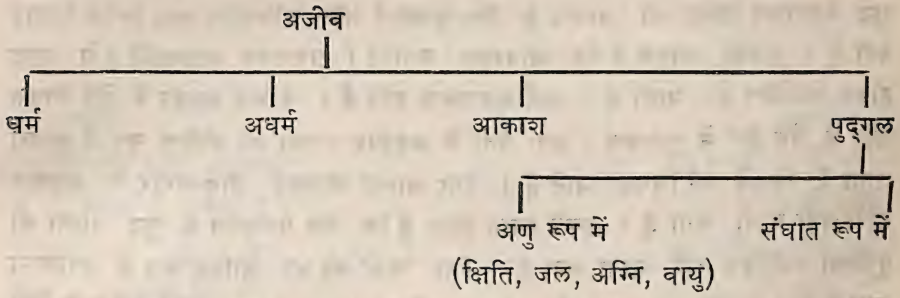 अजीव
धर्म अधर्म आकाश पुद्गल
अणु रूप में संघात रूप में
(क्षिति, जल, अग्नि, वायु)